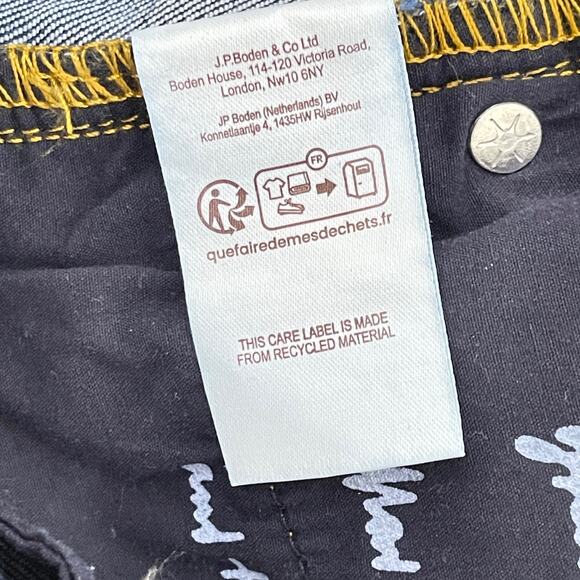 J.P.Boden & Co Ltd
Boden House, 114-120 Victoria Road,
London, NW10 6NY
JP Boden (Netherlands) BV
Konnetlaantje 4, 1435HW Rijsenhout
FR
quefairedemesdechets.fr
THIS CARE LABEL IS MADE
FROM RECYCLED MATERIAL